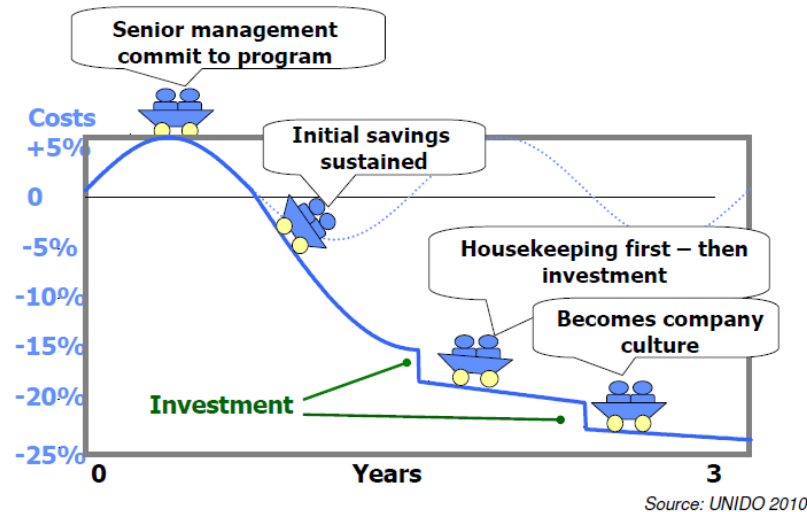 Senior management
commit to program
Costs
+5%
Initial savings
sustained
0
-5%
Housekeeping first – then
investment
-10%
Becomes company
culture
-15%
-20%
Investment
-25%
0
Years
3
Source: UNIDO 2010